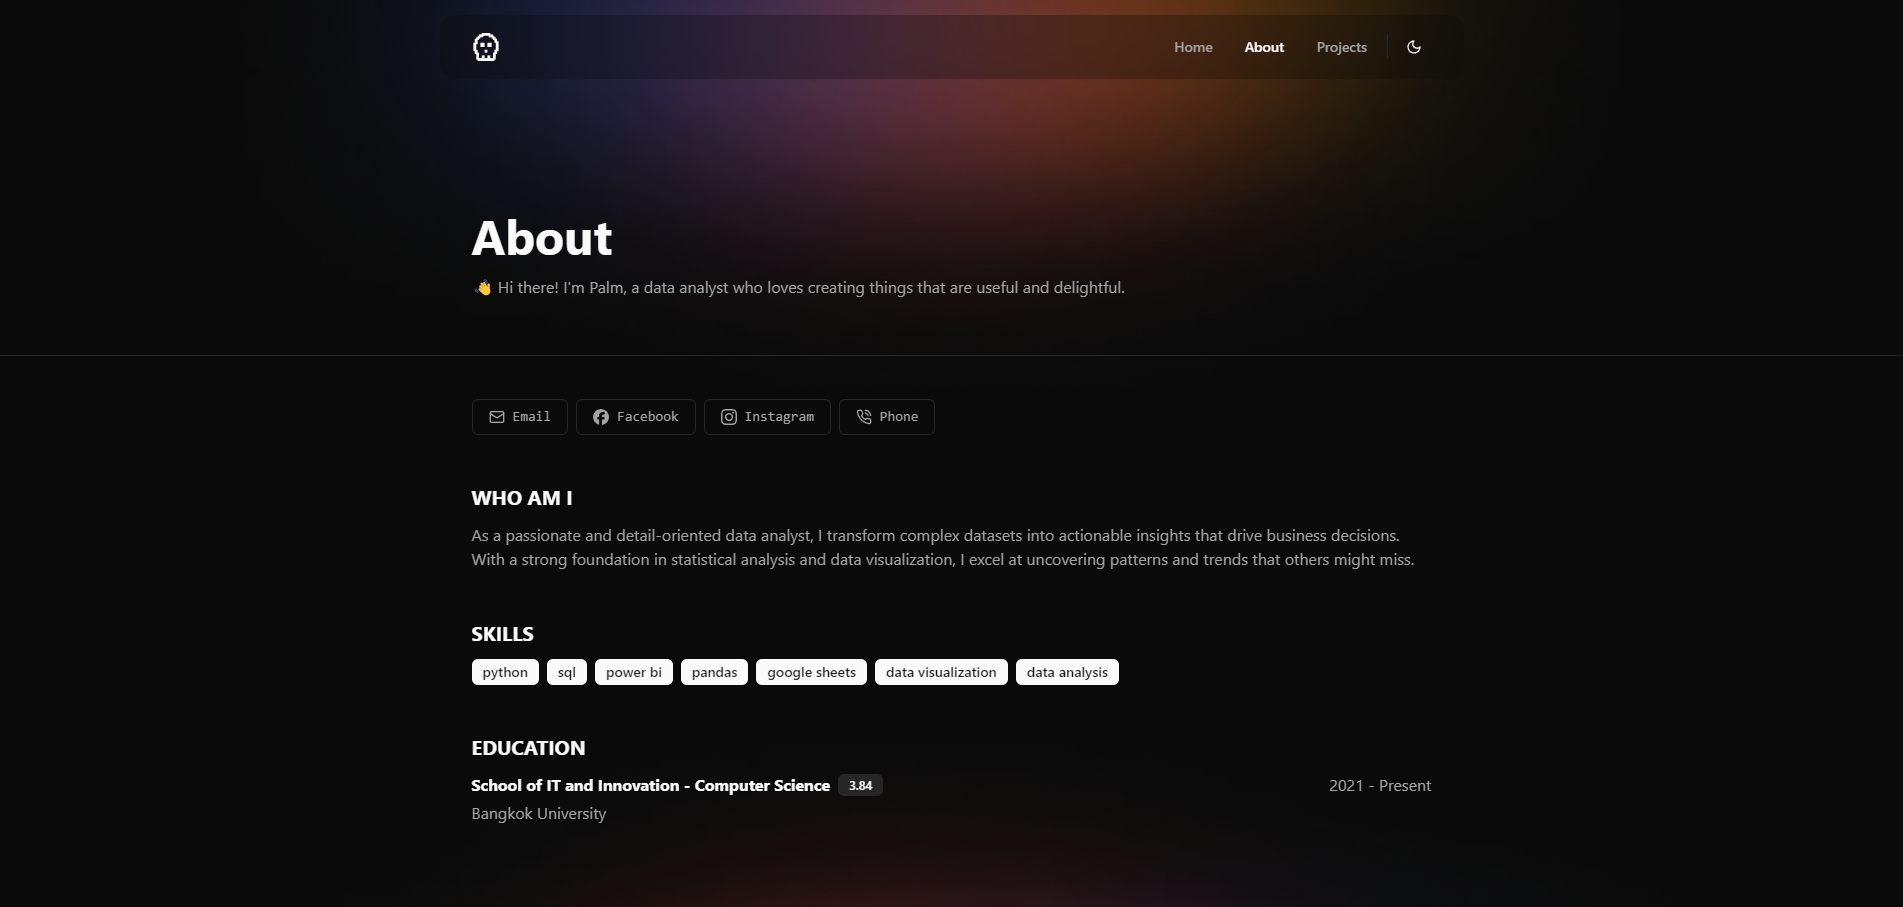 Home About Projects
About
👋 Hi there! I'm Palm, a data analyst who loves creating things that are useful and delightful.
Email Facebook Instagram Phone
WHO AM I
As a passionate and detail-oriented data analyst, I transform complex datasets into actionable insights that drive business decisions.
With a strong foundation in statistical analysis and data visualization, I excel at uncovering patterns and trends that others might miss.
SKILLS
python sql power bi pandas google sheets data visualization data analysis
EDUCATION
School of IT and Innovation - Computer Science 3.84 2021 - Present
Bangkok University